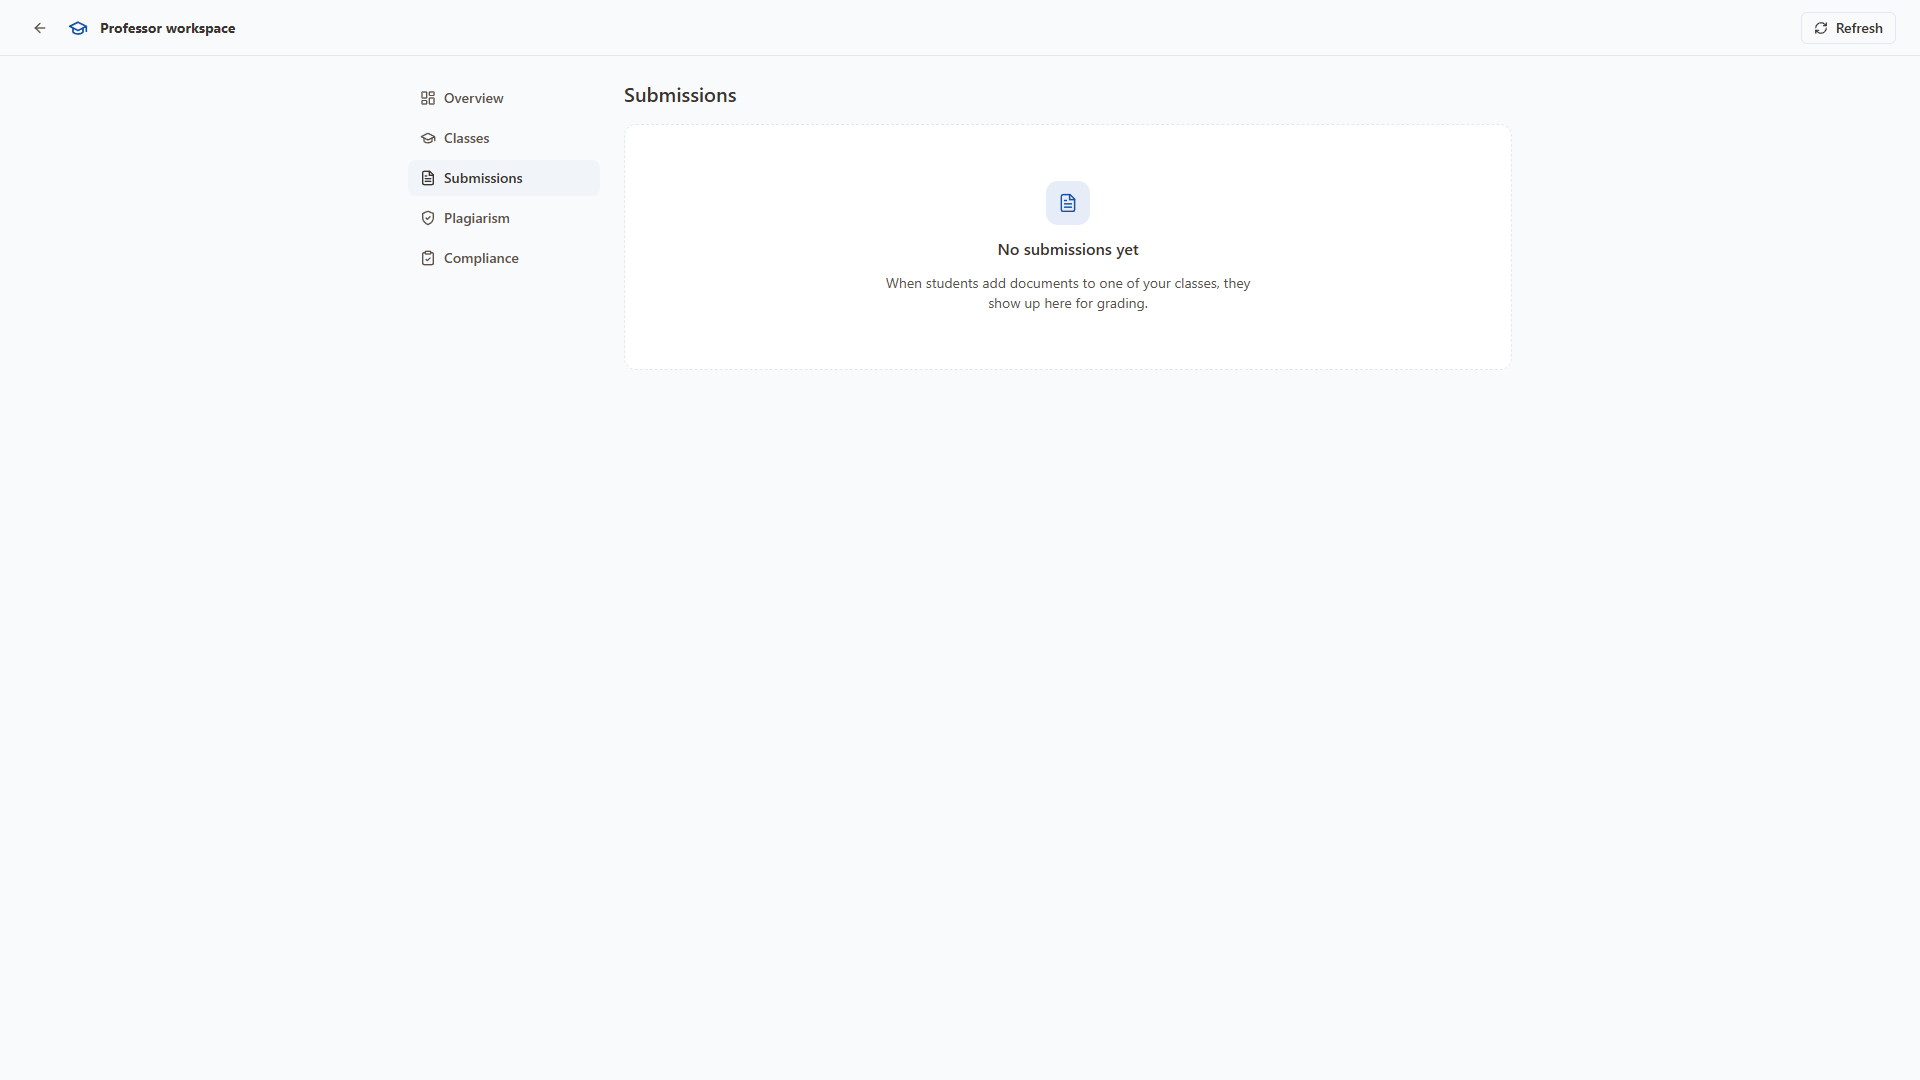 Professor workspace
Refresh
Overview
Classes
Submissions
Plagiarism
Compliance
Submissions
No submissions yet
When students add documents to one of your classes, they
show up here for grading.